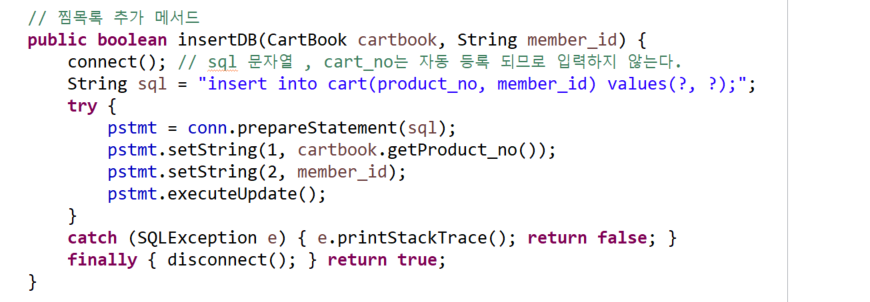 // 찜목록 추가 메서드
public boolean insertDB(CartBook cartbook, String member_id) {
connect(); // sql 문자열 , cart_no는 자동 등록 되므로 입력하지 않는다.
String sql = "insert into cart(product_no, member_id) values(?, ?);";
try {
pstmt = conn.prepareStatement(sql);
pstmt.setString(1, cartbook.getProduct_no());
pstmt.setString(2, member_id);
pstmt.executeUpdate();
}
catch (SQLException e) { e.printStackTrace(); return false; }
finally { disconnect(); } return true;
}